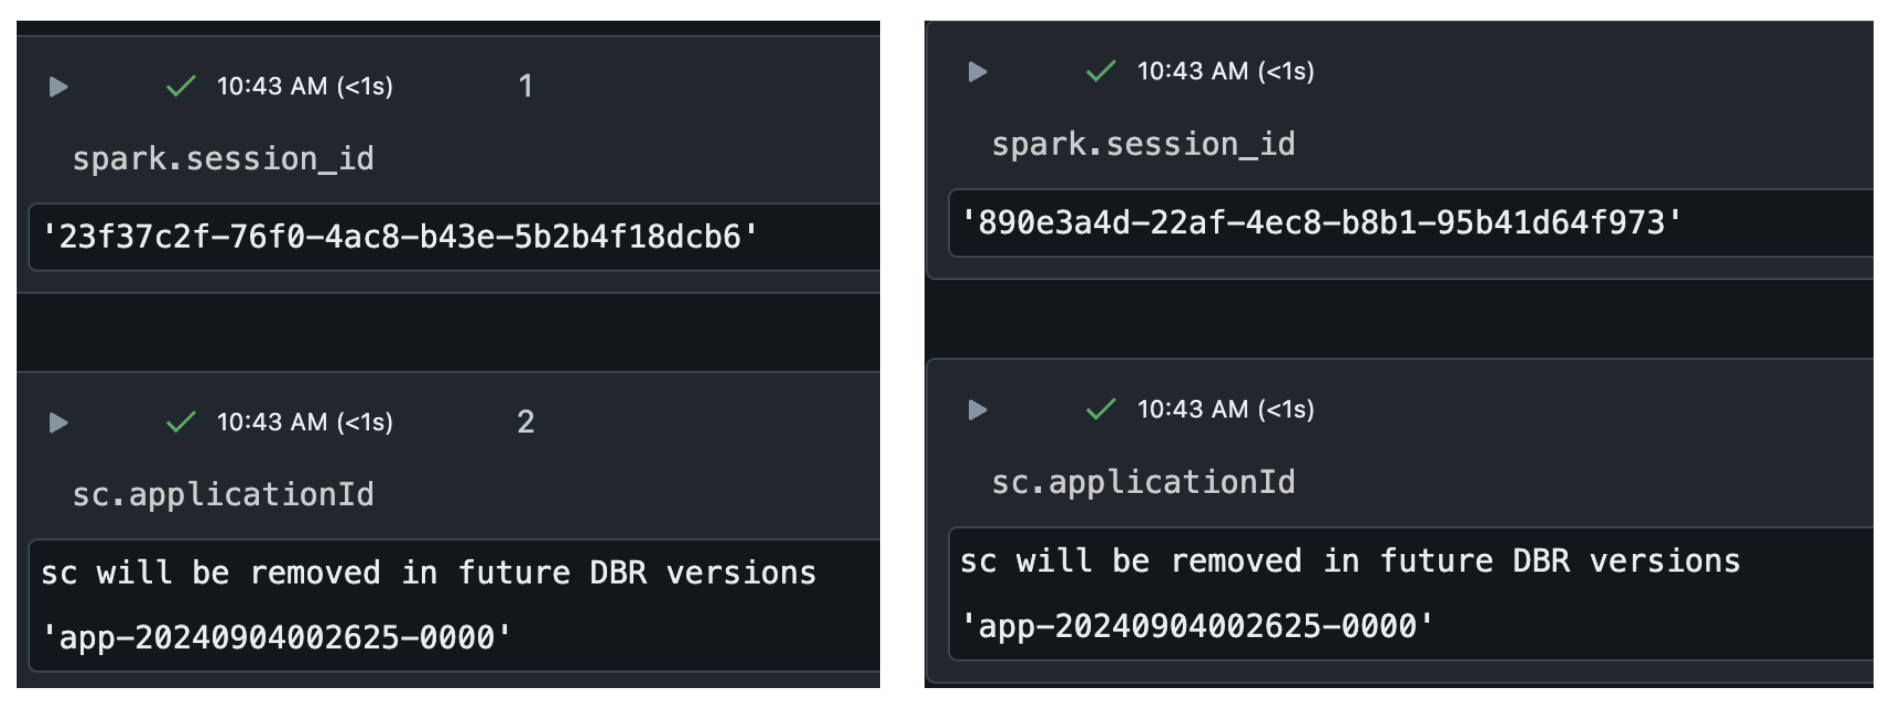 10:43 AM (<1s) 1
spark.session_id
'23f37c2f-76f0-4ac8-b43e-5b2b4f18dcb6'
10:43 AM (<1s) 2
sc.applicationId
sc will be removed in future DBR versions
'app-20240904002625-0000'
10:43 AM (<1s)
spark.session_id
'890e3a4d-22af-4ec8-b8b1-95b41d64f973'
10:43 AM (<1s)
sc.applicationId
sc will be removed in future DBR versions
'app-20240904002625-0000'